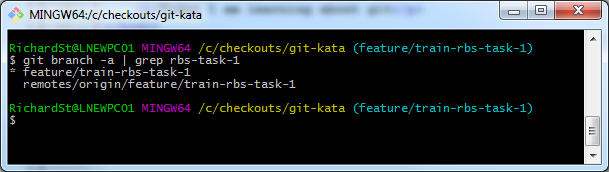 MINGW64:/c/checkouts/git-kata
RichardSt@LNEWPC01 MINGW64 /c/checkouts/git-kata (feature/train-rbs-task-1)
$ git branch -a | grep rbs-task-1
* feature/train-rbs-task-1
remotes/origin/feature/train-rbs-task-1
RichardSt@LNEWPC01 MINGW64 /c/checkouts/git-kata (feature/train-rbs-task-1)
$